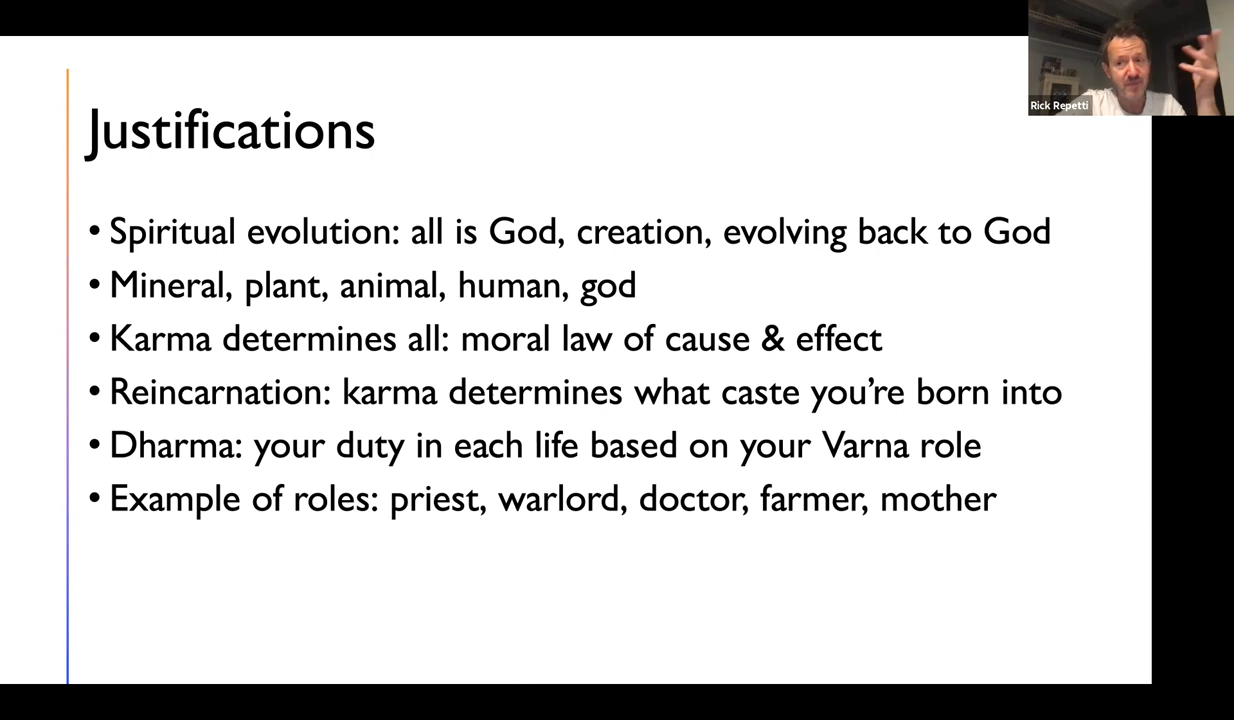 Rick Repetti
Justifications
• Spiritual evolution: all is God, creation, evolving back to God
• Mineral, plant, animal, human, god
• Karma determines all: moral law of cause & effect
• Reincarnation: karma determines what caste you’re born into
• Dharma: your duty in each life based on your Varna role
• Example of roles: priest, warlord, doctor, farmer, mother